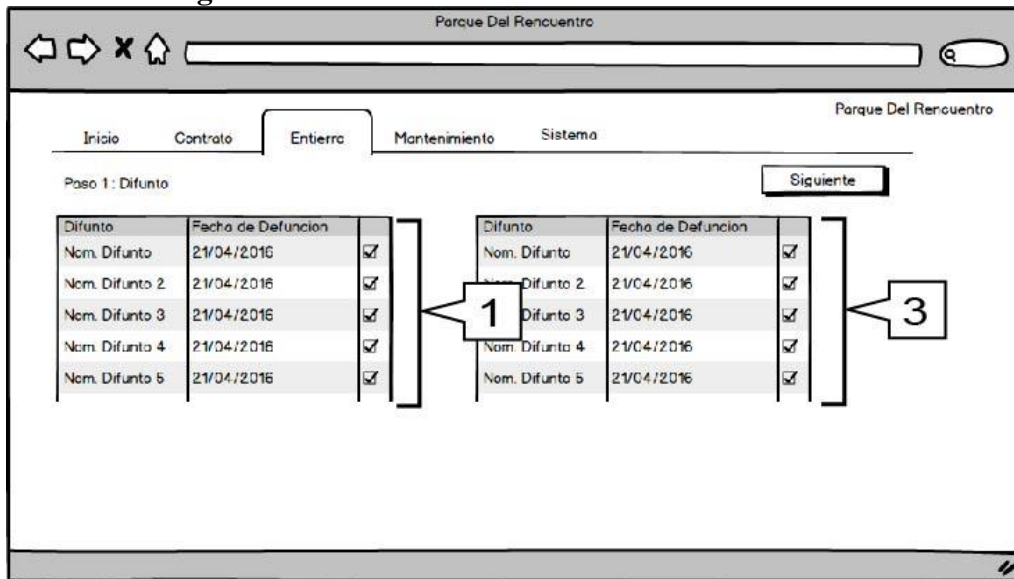 Parque Del Rencuentro
Parque Del Rencuentro
Inicio Contrato Entierro Mantenimiento Sistema
Paso 1: Difunto Siguiente
Difunto Fecha de Defuncion Difunto Fecha de Defuncion
Nom. Difunto 21/04/2016 Nom. Difunto 21/04/2016
Nom. Difunto 2 21/04/2016 Difunto 2 21/04/2016
Nom. Difunto 3 21/04/2016 1 Difunto 3 21/04/2016 3
Nom. Difunto 4 21/04/2016 Nom. Difunto 4 21/04/2016
Nom. Difunto 5 21/04/2016 Nom. Difunto 5 21/04/2016